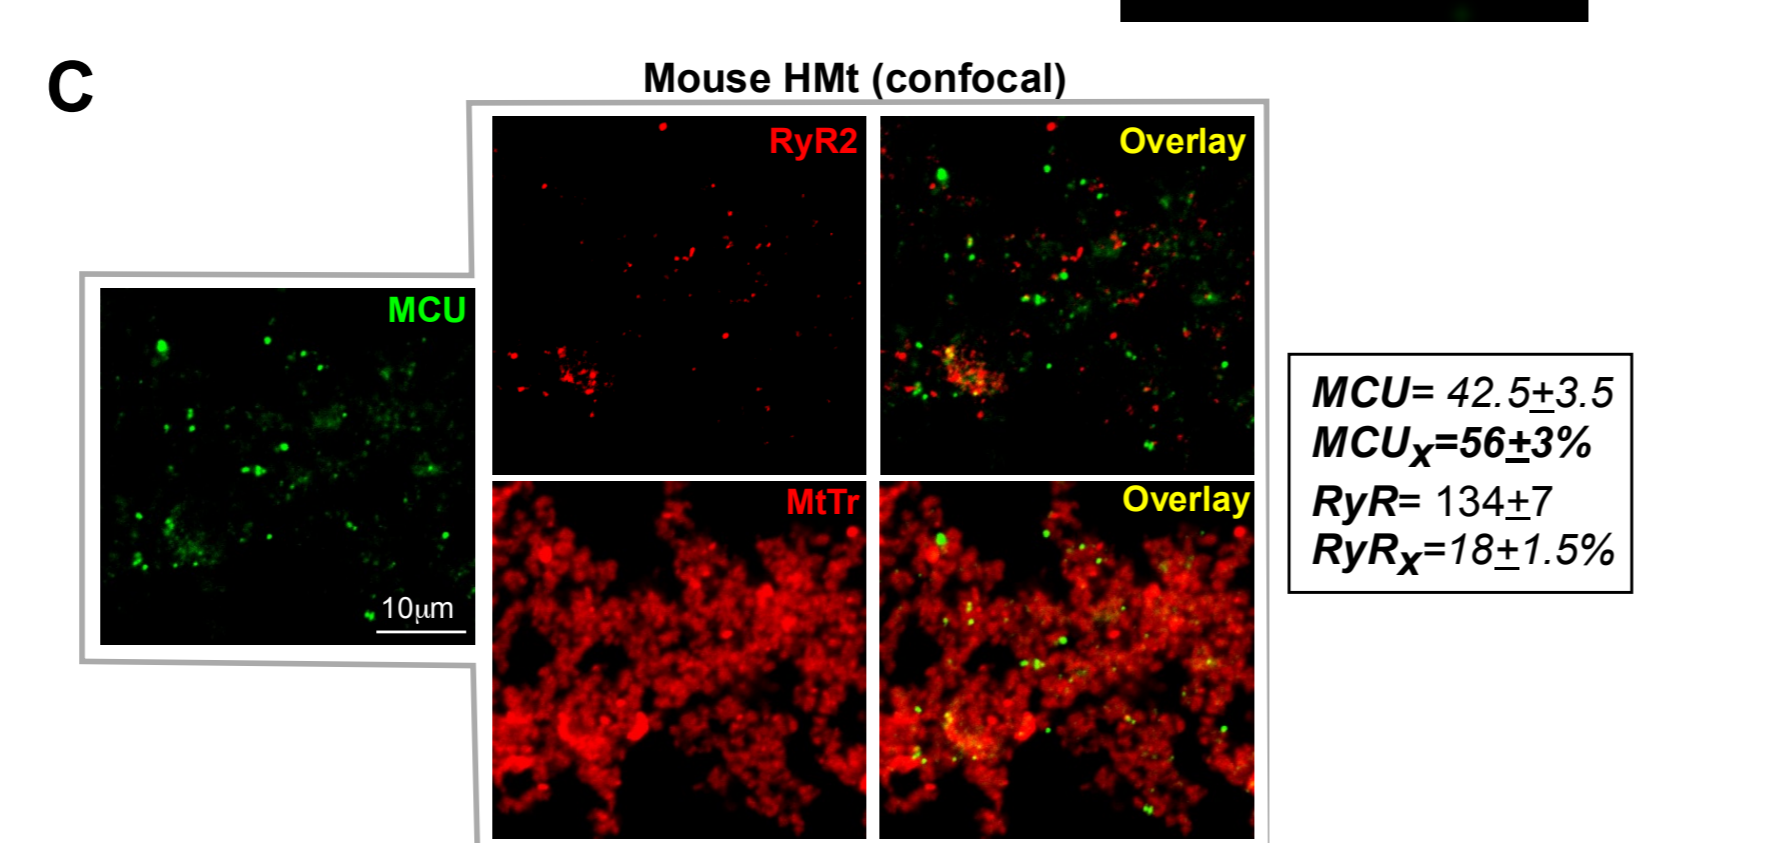 C
Mouse HMt (confocal)
RyR2
Overlay
MCU
10μm
MtTr
Overlay
MCU= 42.5±3.5
MCUx=56±3%
RyR= 134±7
RyRx=18±1.5%